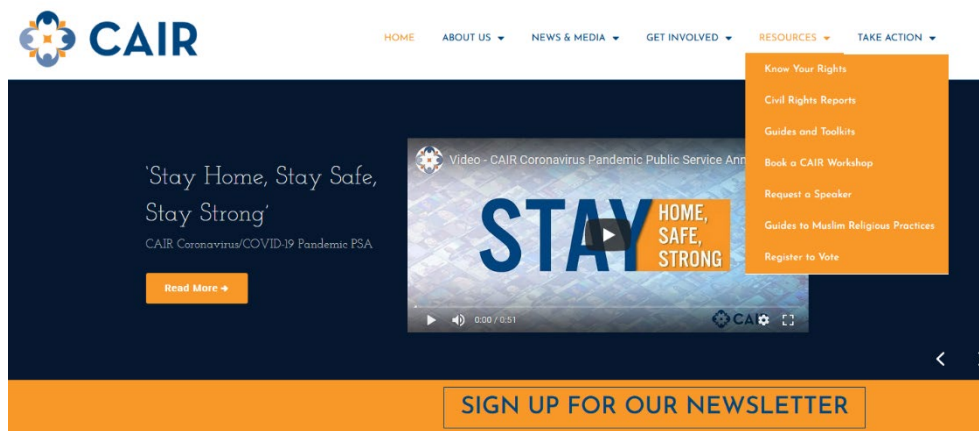 CAIR
HOME ABOUT US NEWS & MEDIA GET INVOLVED RESOURCES TAKE ACTION
Know Your Rights
Civil Rights Reports
Guides and Toolkits
Book a CAIR Workshop
Request a Speaker
Guides to Muslim Religious Practices
Register to Vote
‘Stay Home, Stay Safe,
Stay Strong’
CAIR Coronavirus/COVID-19 Pandemic PSA
Read More →
Video - CAIR Coronavirus Pandemic Public Service Ann
STAY HOME,
SAFE,
STRONG
0:00 / 0:51
CAIR
SIGN UP FOR OUR NEWSLETTER